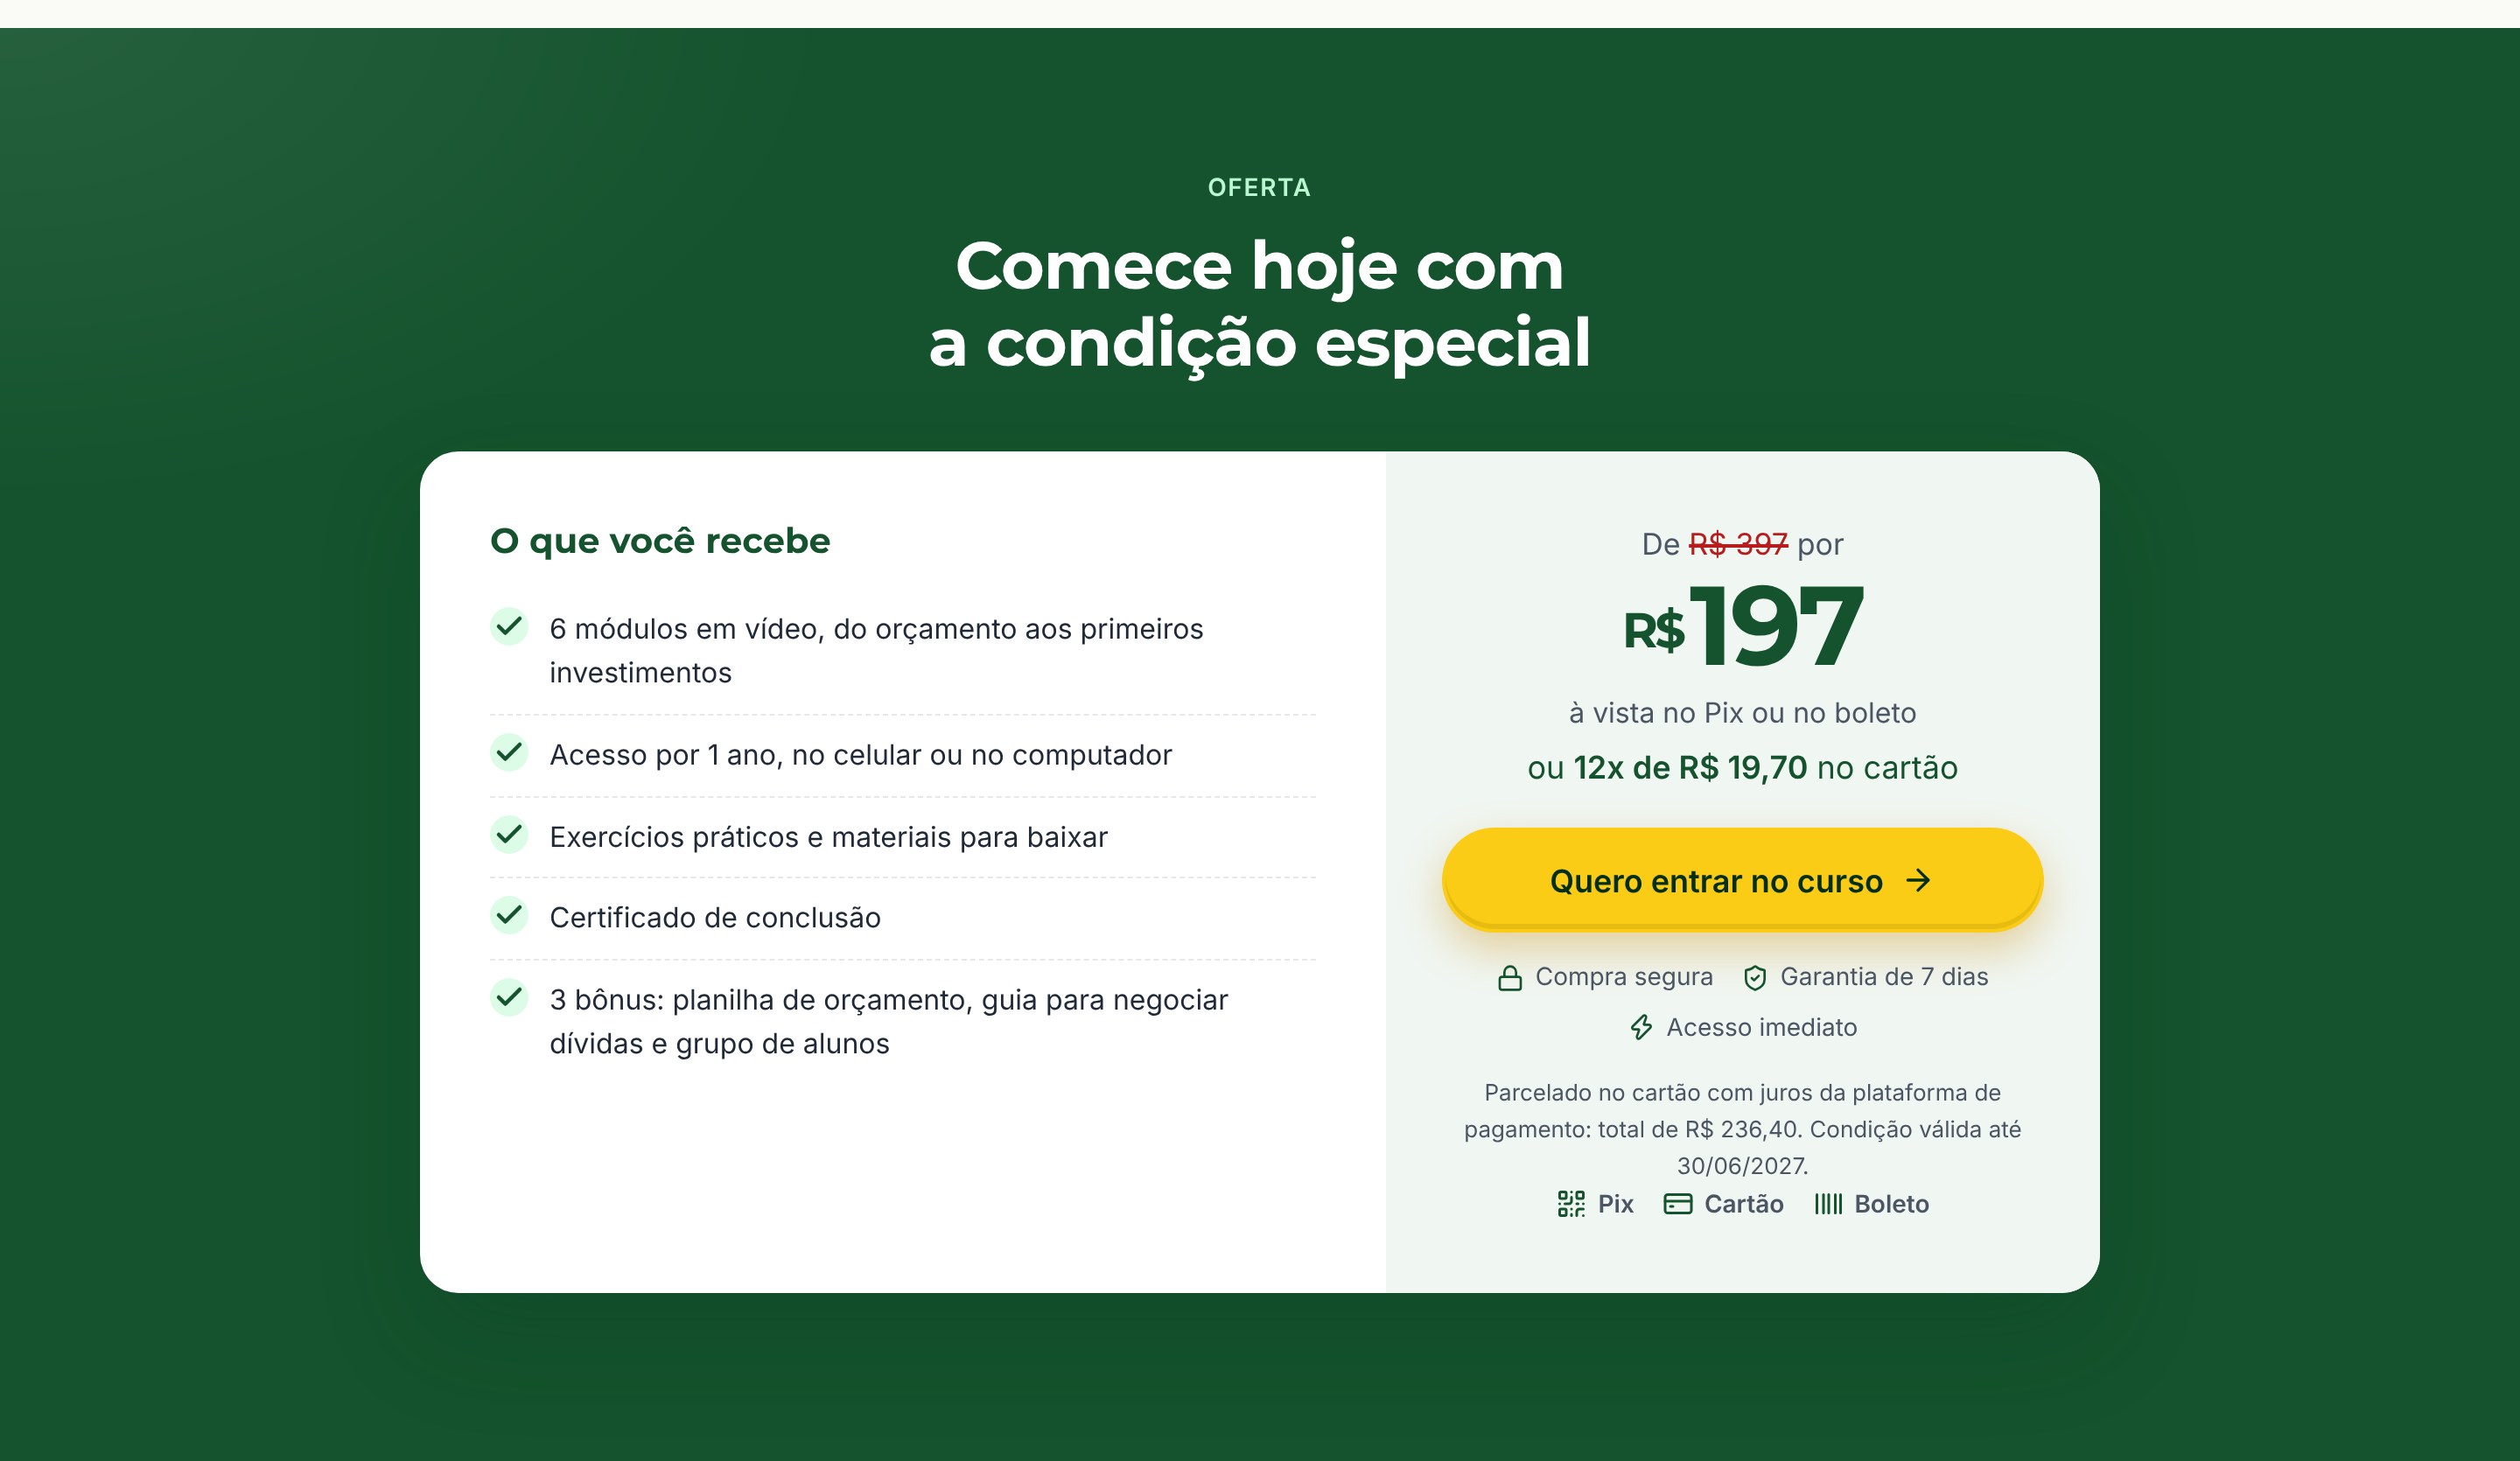 OFERTA
Comece hoje com
a condição especial
O que você recebe
6 módulos em vídeo, do orçamento aos primeiros
investimentos
Acesso por 1 ano, no celular ou no computador
Exercícios práticos e materiais para baixar
Certificado de conclusão
3 bônus: planilha de orçamento, guia para negociar
dívidas e grupo de alunos
De R$ 397 por
R$ 197
à vista no Pix ou no boleto
ou 12x de R$ 19,70 no cartão
Quero entrar no curso
Compra segura Garantia de 7 dias
Acesso imediato
Parcelado no cartão com juros da plataforma de
pagamento: total de R$ 236,40. Condição válida até
30/06/2027.
Pix Cartão Boleto